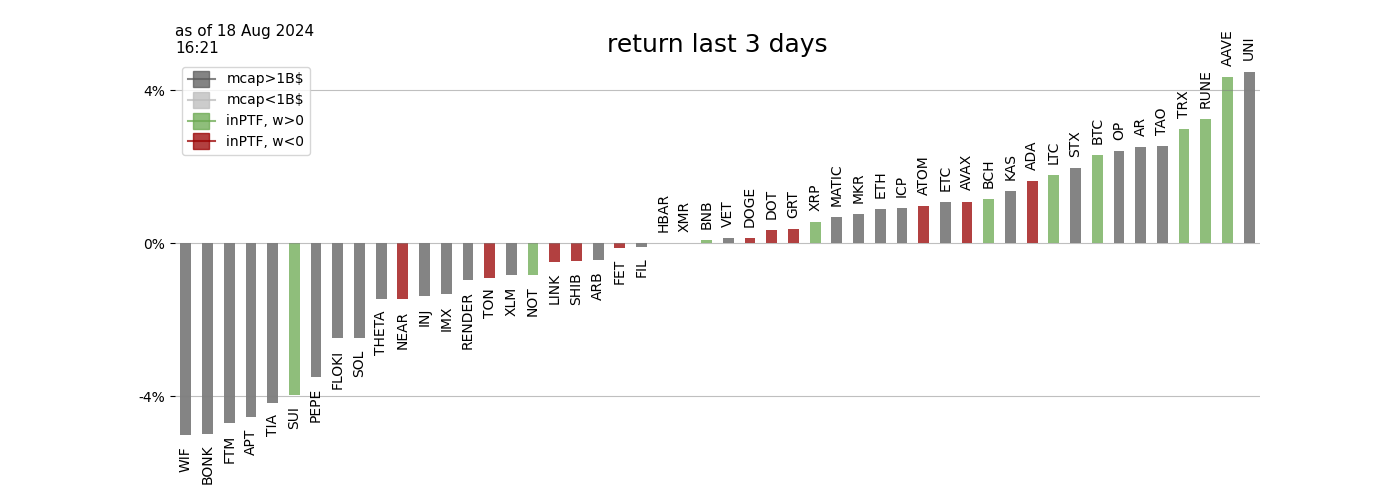 as of 18 Aug 2024
16:21
return last 3 days
mcap>1B$
mcap<1B$
inPTF, w>0
inPTF, w<0
4%
0%
-4%
WIF
BONK
FTM
APT
TIA
SUI
PEPE
FLOKI
SOL
THETA
NEAR
INJ
IMX
RENDER
TON
XLM
NOT
LINK
SHIB
ARB
FET
FIL
HBAR
XMR
BNB
VET
DOGE
DOT
GRT
XRP
MATIC
MKR
ETH
ICP
ATOM
ETC
AVAX
BCH
KAS
ADA
LTC
STX
BTC
OP
AR
TAO
TRX
RUNE
AAVE
UNI